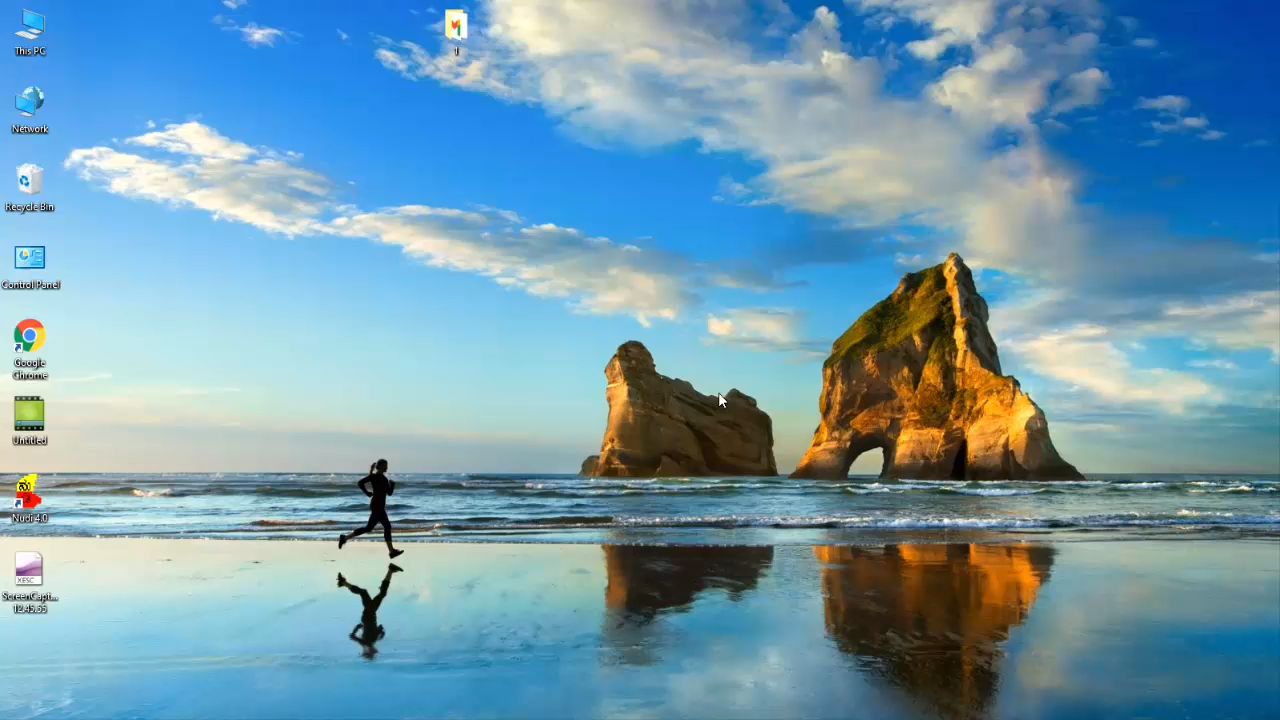 This PC
1
Network
Recycle Bin
Control Panel
Google
Chrome
Untitled
Nudi 4.0
XESC
ScreenCapt...
12.45.55